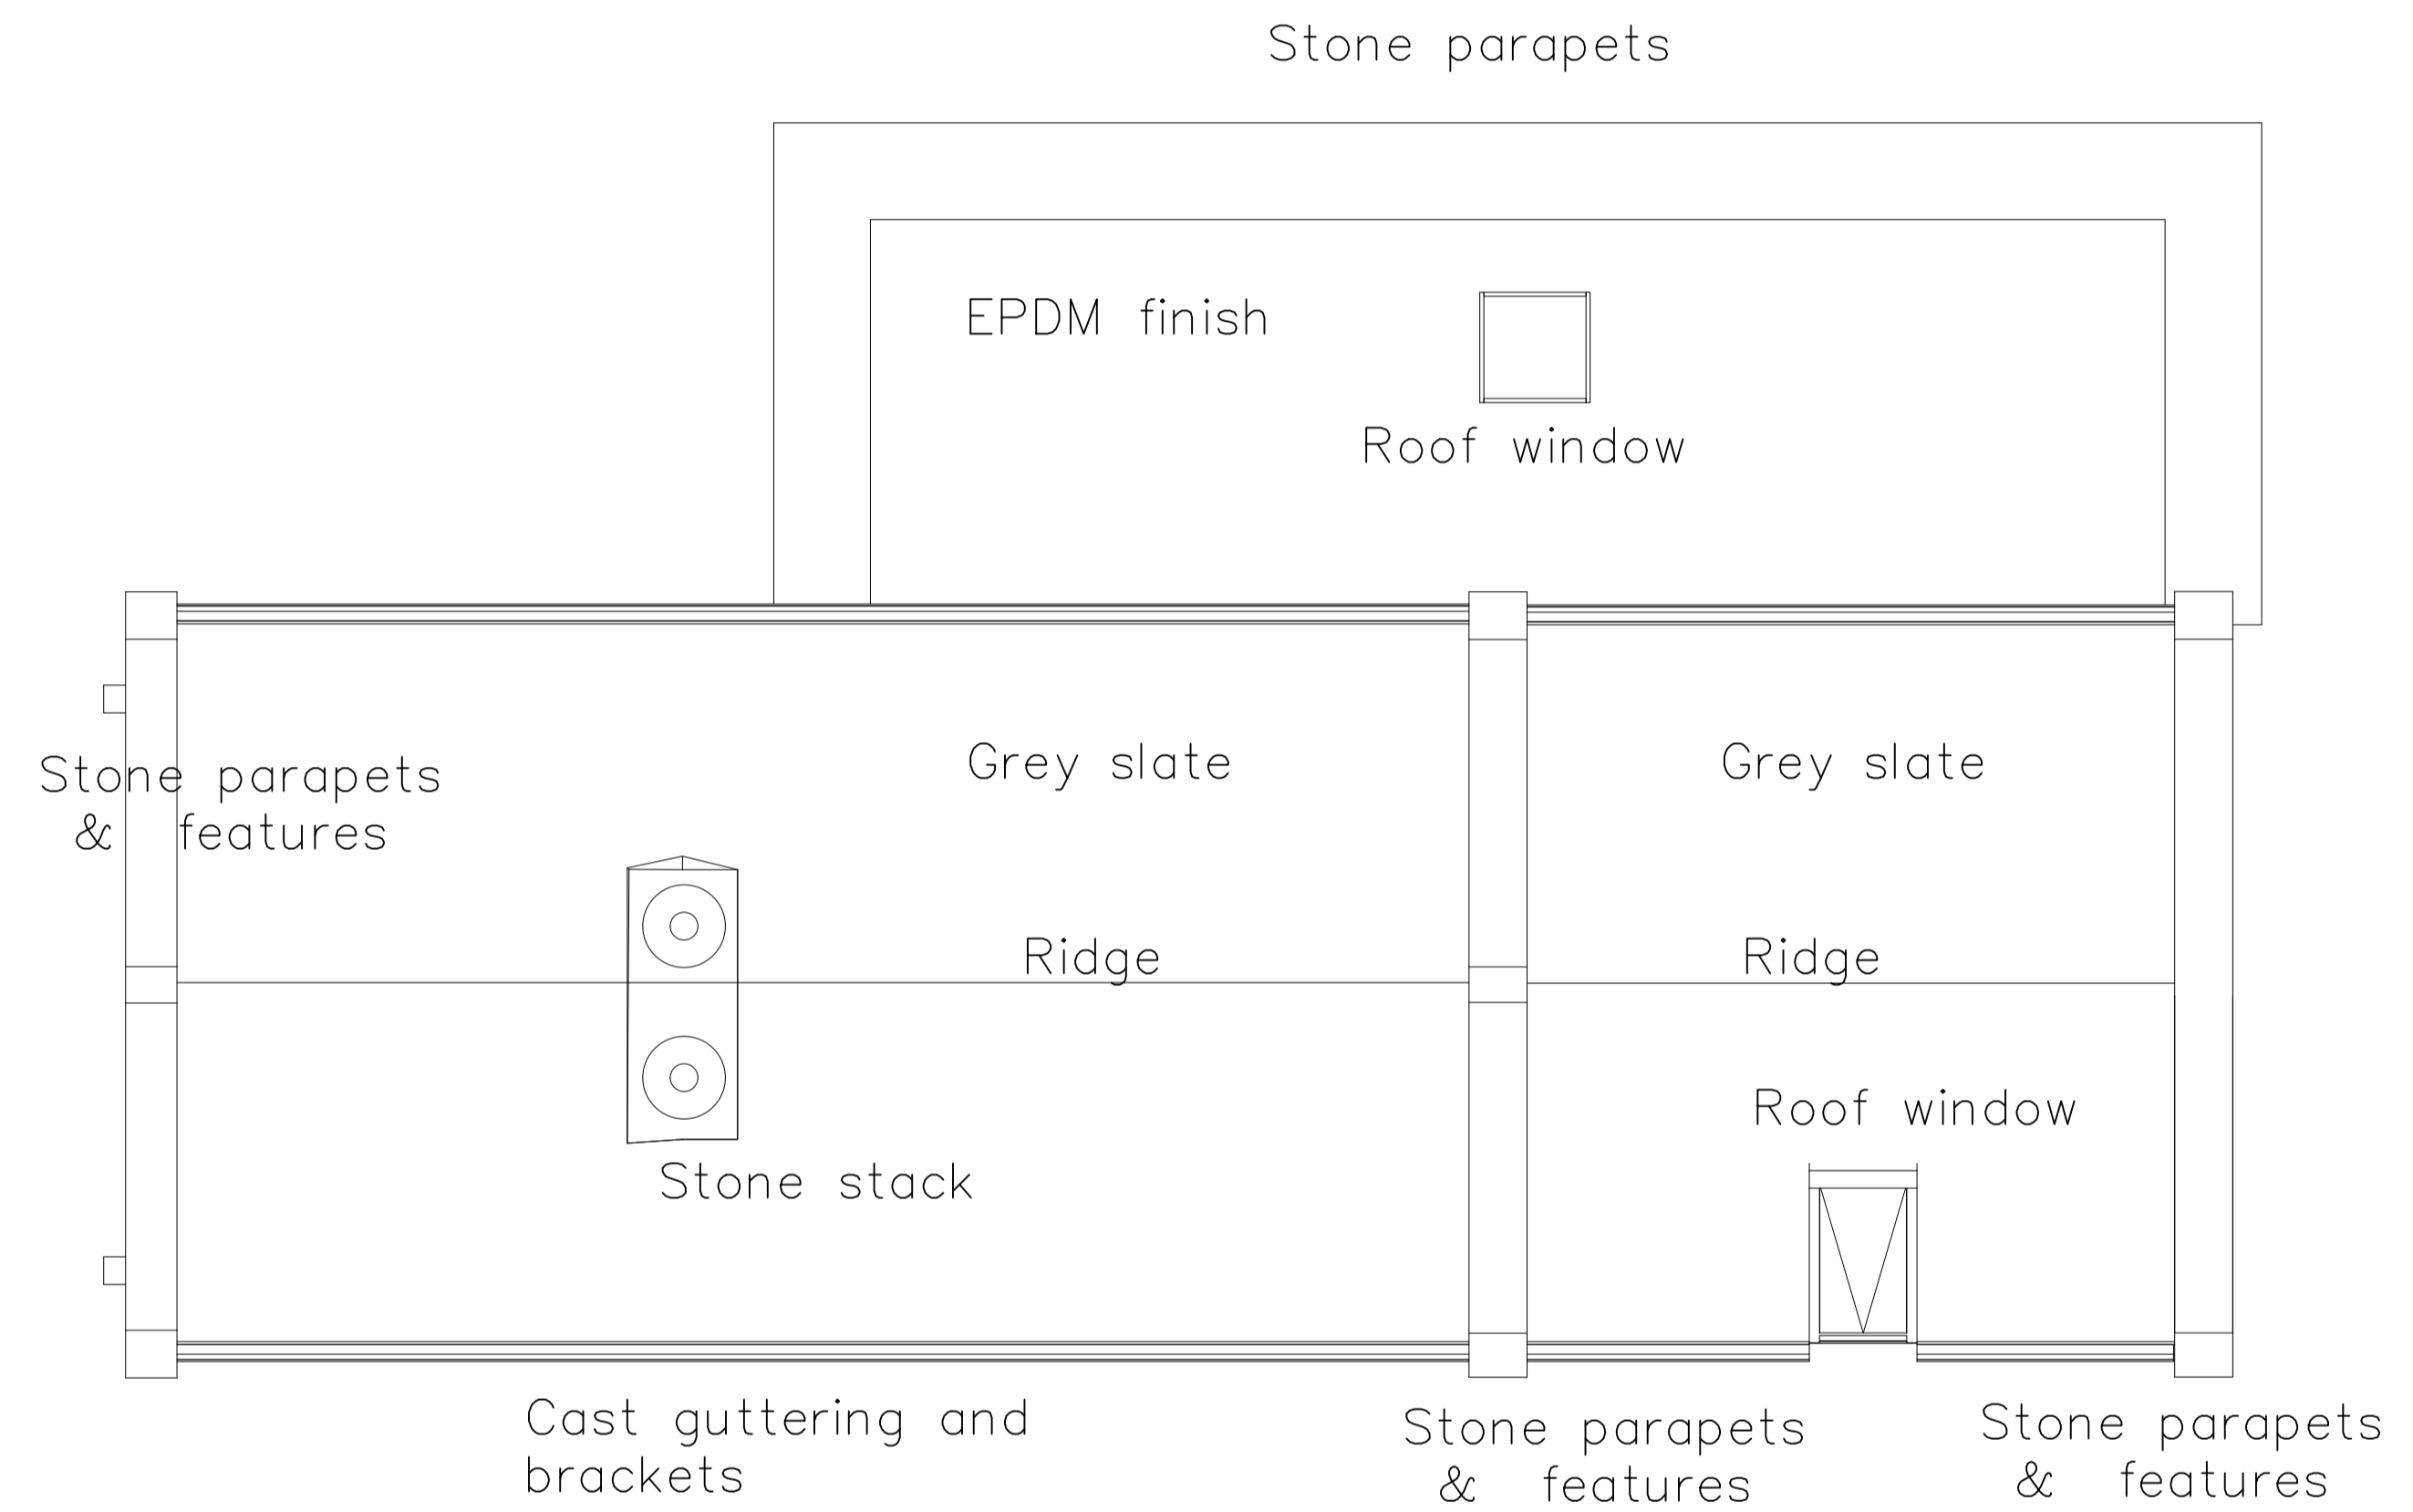 Stone parapets
EPDM finish
Roof window
Stone parapets
& features
Grey slate
Grey slate
Ridge
Ridge
Roof window
Stone stack
Cast guttering and
brackets
Stone parapets
& features
Stone parapets
& features